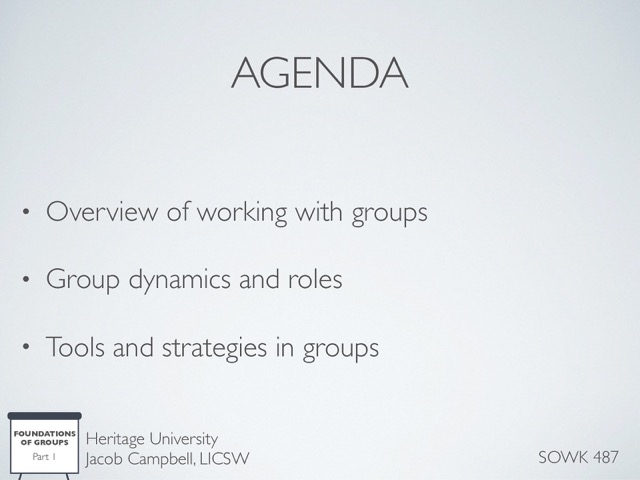 AGENDA
• Overview of working with groups
• Group dynamics and roles
• Tools and strategies in groups
FOUNDATIONS
OF GROUPS
Part 1
Heritage University
Jacob Campbell, LICSW
SOWK 487